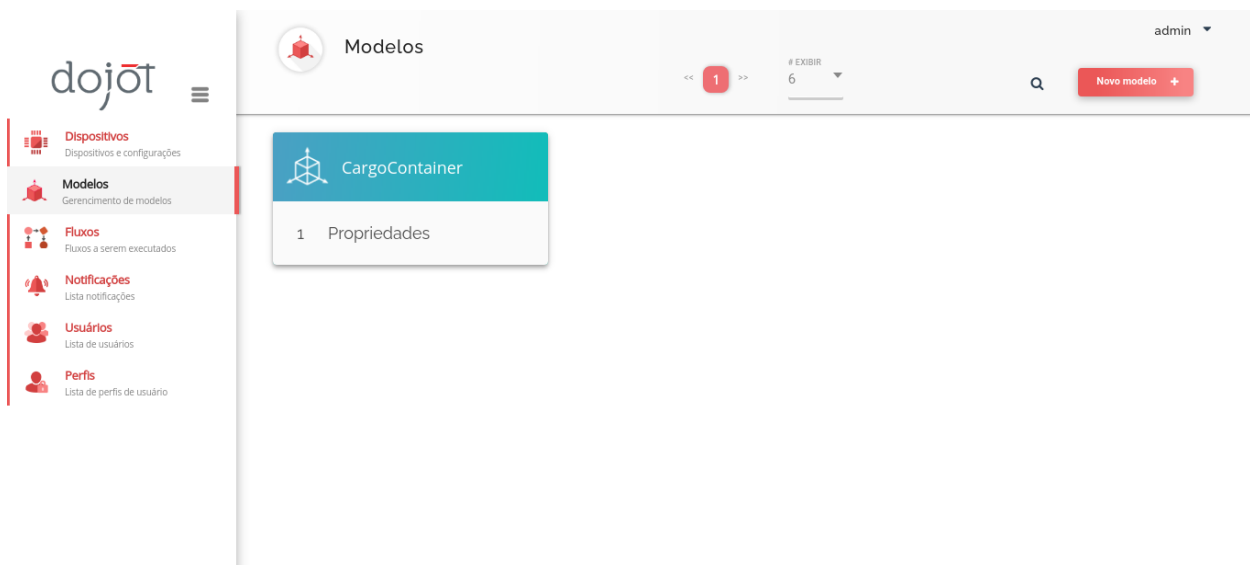 dojot
Dispositivos
Dispositivos e configurações
Modelos
Gerencimento de modelos
Fluxos
Fluxos a serem executados
Notificações
Lista notificações
Usuários
Lista de usuários
Perfis
Lista de perfis de usuário
Modelos
admin
<< 1 >>
# EXIBIR
6
Novo modelo +
CargoContainer
1 Propriedades